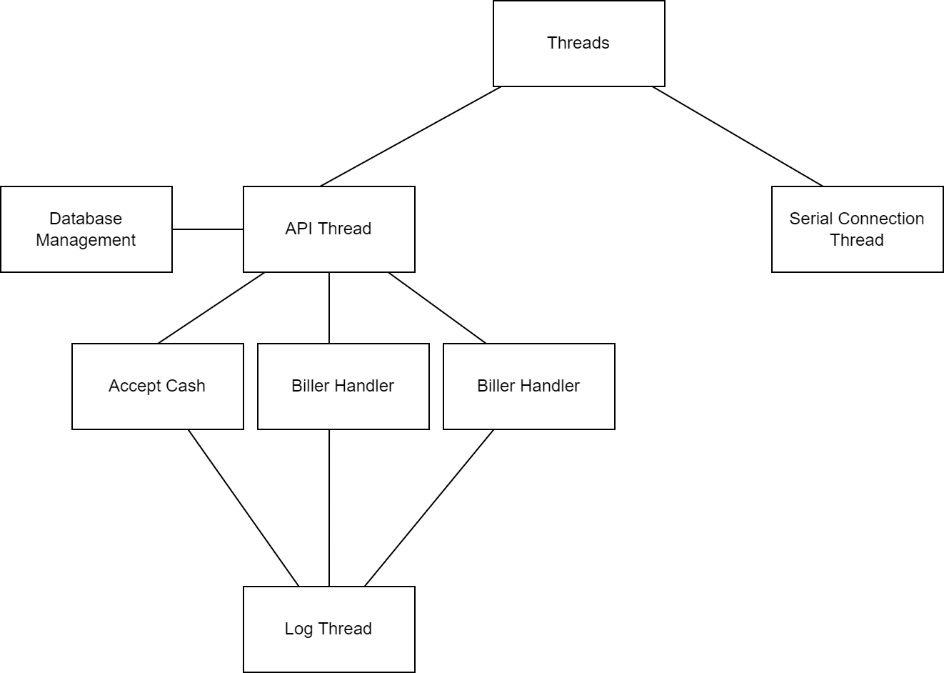 Threads
Database
Management
API Thread
Serial Connection
Thread
Accept Cash
Biller Handler
Biller Handler
Log Thread